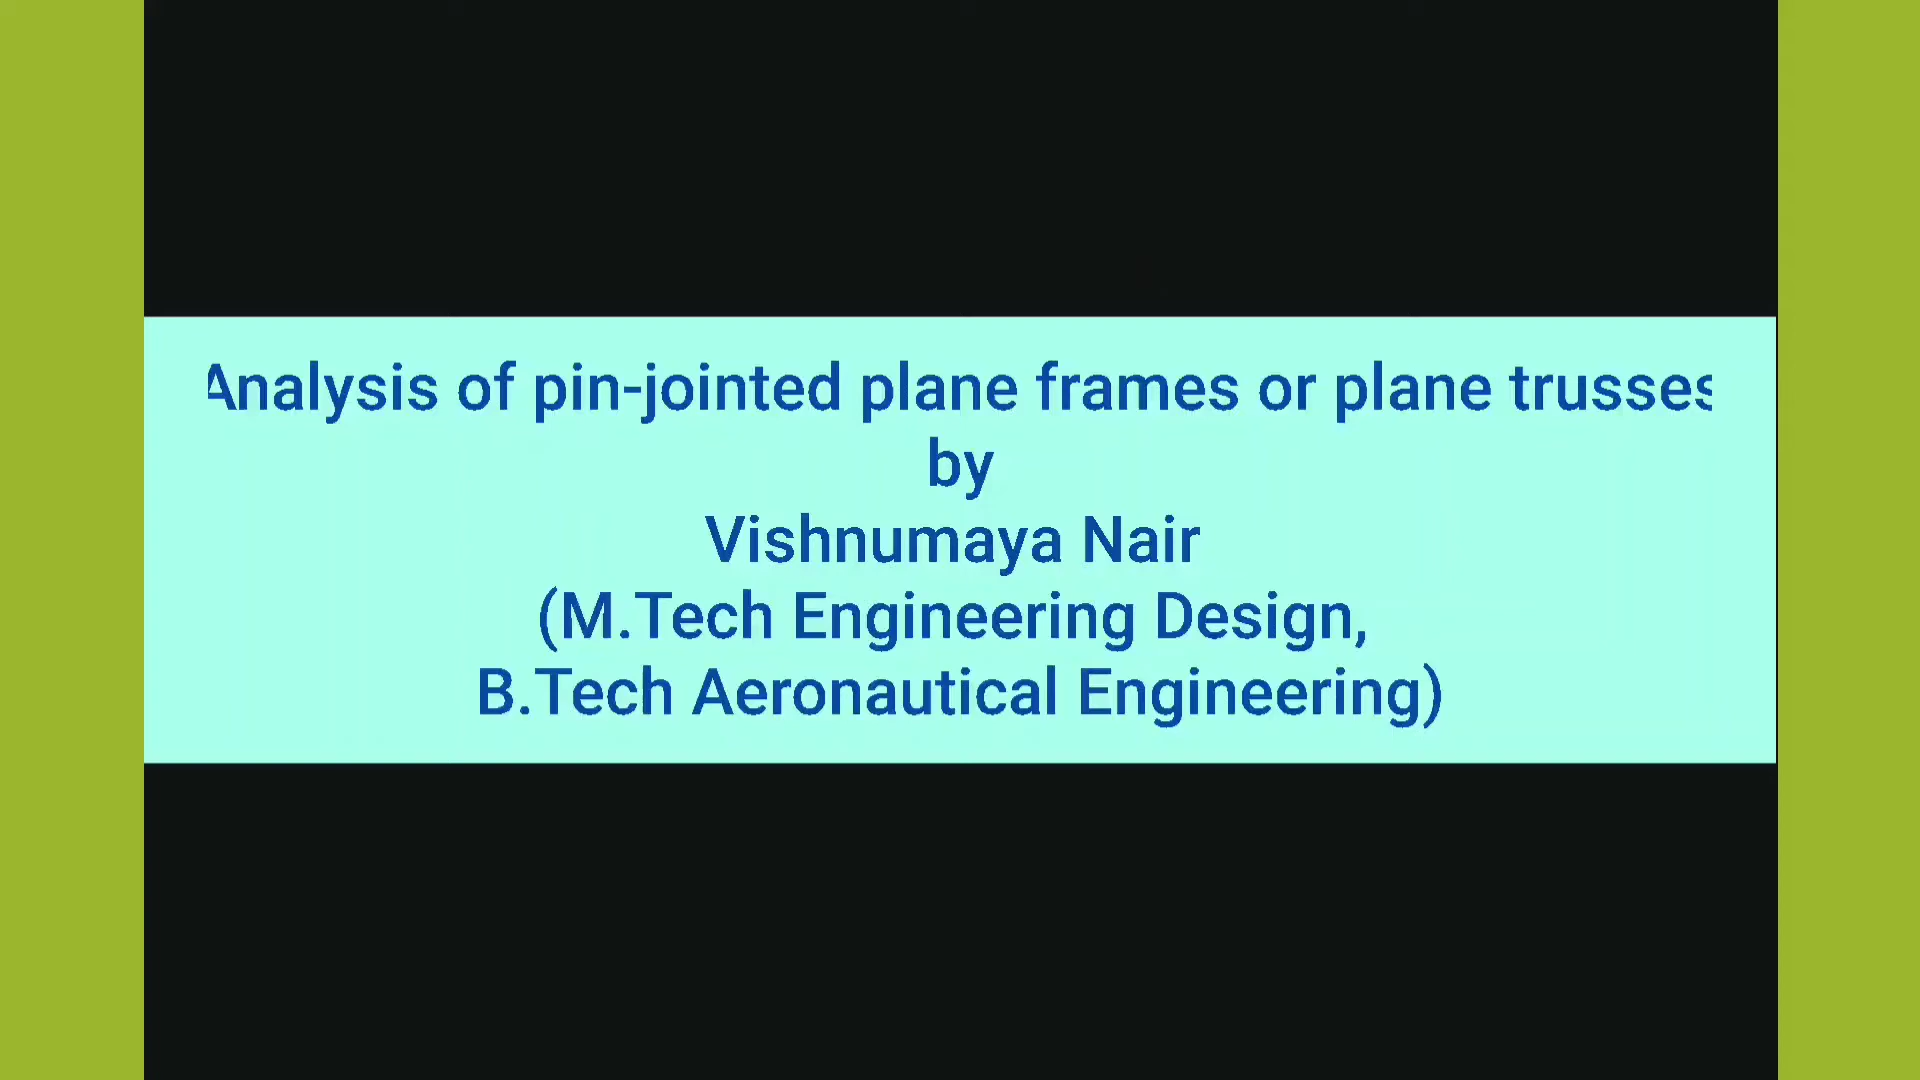 Analysis of pin-jointed plane frames or plane trusses
by
Vishnumaya Nair
(M.Tech Engineering Design,
B.Tech Aeronautical Engineering)